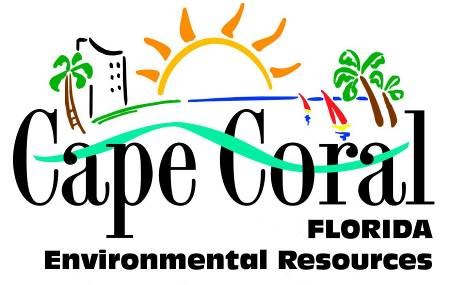 Cape Coral
FLORIDA
Environmental Resources